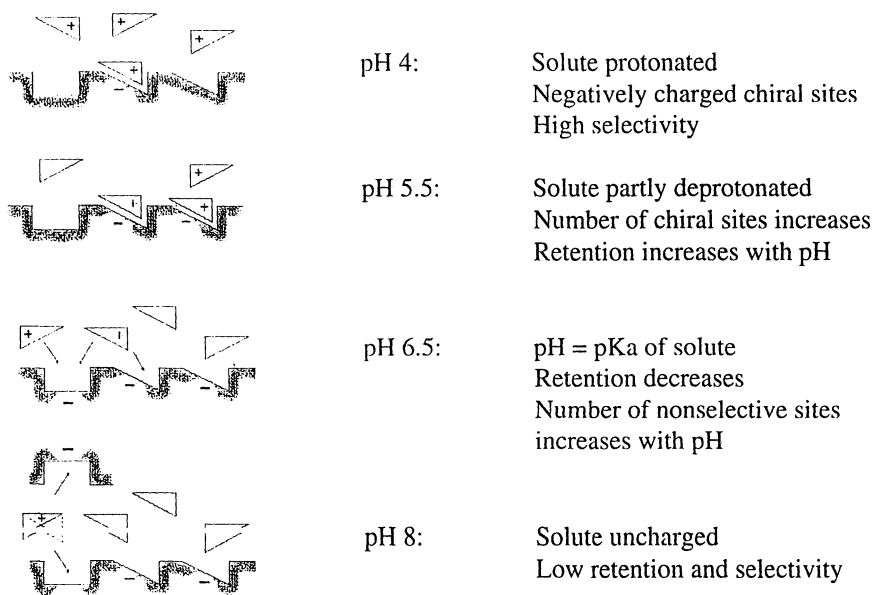 pH 4: Solute protonated
Negatively charged chiral sites
High selectivity
pH 5.5: Solute partly deprotonated
Number of chiral sites increases
Retention increases with pH
pH 6.5: pH = pKa of solute
Retention decreases
Number of nonselective sites
increases with pH
pH 8: Solute uncharged
Low retention and selectivity